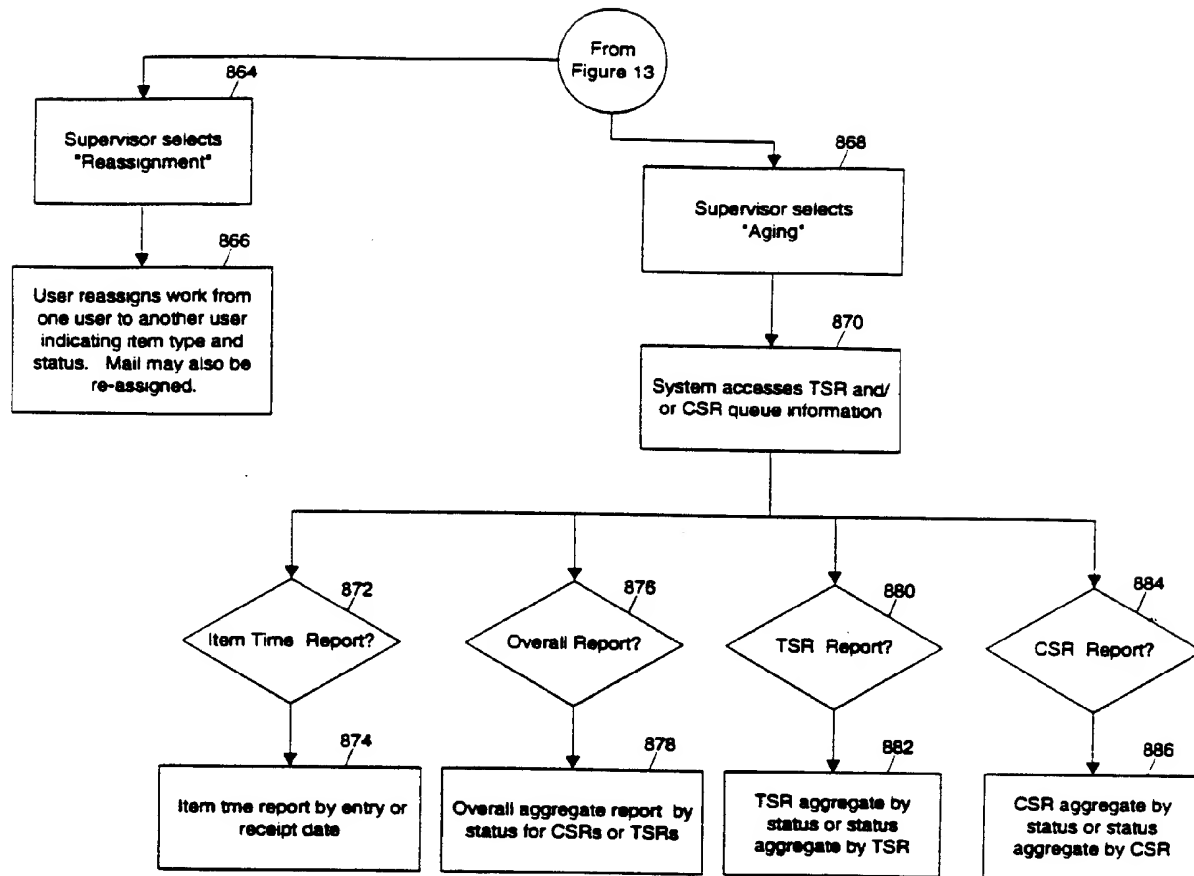 From
Figure 13
864
Supervisor selects
"Reassignment"
868
Supervisor selects
"Aging"
866
User reassigns work from
one user to another user
indicating item type and
status. Mail may also be
re-assigned.
870
System accesses TSR and/
or CSR queue information
872
Item Time Report?
876
Overall Report?
880
TSR Report?
884
CSR Report?
874
Item tme report by entry or
receipt date
878
Overall aggregate report by
status for CSRs or TSRs
882
TSR aggregate by
status or status
aggregate by TSR
886
CSR aggregate by
status or status
aggregate by CSR